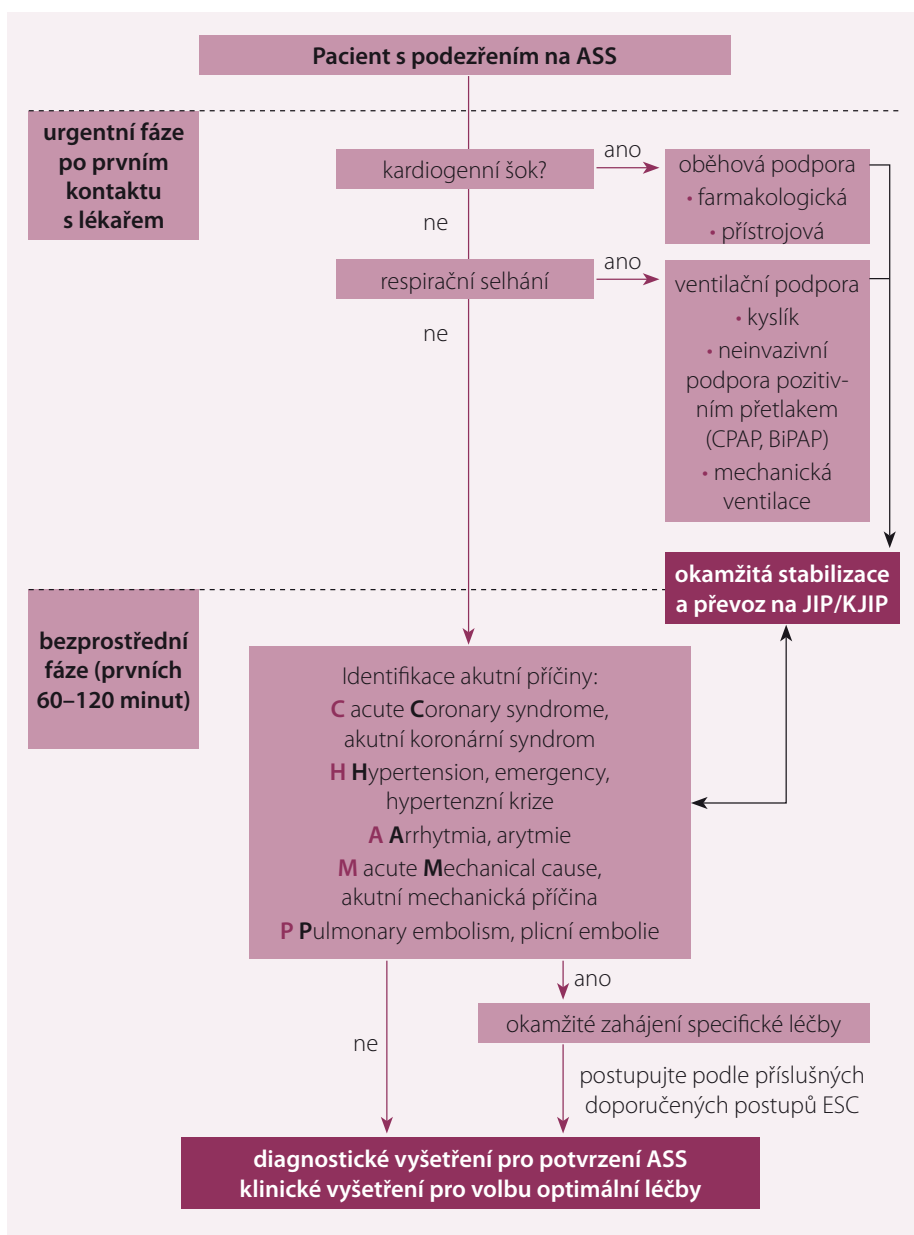 Pacient s podezřením na ASS
urgentní fáze
po prvním
kontaktu
s lékařem
kardiogenní šok?
ano
oběhová podpora
• farmakologická
• přístrojová
ne
respirační selhání
ano
ventilační podpora
• kyslík
• neinvazivní
podpora pozitiv-
ním přetlakem
(CPAP, BiPAP)
• mechanická
ventilace
ne
okamžitá stabilizace
a převoz na JIP/KJIP
bezprostřední
fáze (prvních
60–120 minut)
Identifikace akutní příčiny:
C acute Coronary syndrome,
akutní koronární syndrom
H Hypertension, emergency,
hypertenzní krize
A Arrhytmia, arytmie
M acute Mechanical cause,
akutní mechanická příčina
P Pulmonary embolism, plicní embolie
ano
okamžité zahájení specifické léčby
ne
postupujte podle příslušných
doporučených postupů ESC
diagnostické vyšetření pro potvrzení ASS
klinické vyšetření pro volbu optimální léčby